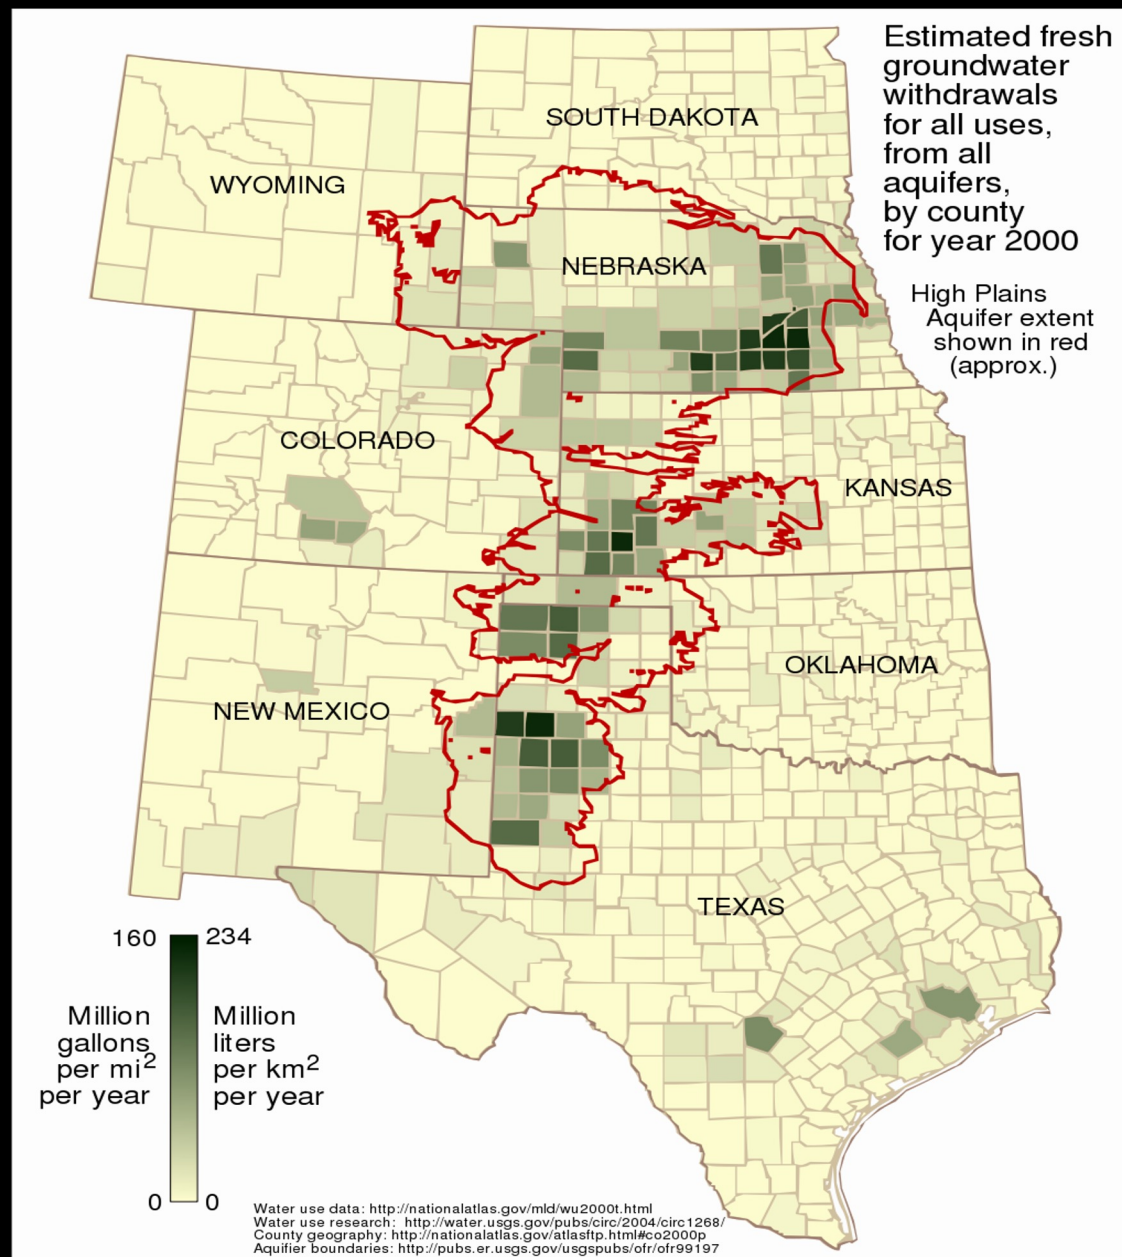 Estimated fresh
groundwater
withdrawals
for all uses,
from all
aquifers,
by county
for year 2000
High Plains
Aquifer extent
shown in red
(approx.)
SOUTH DAKOTA
WYOMING
NEBRASKA
COLORADO
KANSAS
OKLAHOMA
NEW MEXICO
TEXAS
160 234
Million
gallons
per mi²
per year
Million
liters
per km²
per year
0 0
Water use data: http://nationalatlas.gov/mld/wu2000t.html
Water use research: http://water.usgs.gov/pubs/circ/2004/circ1268/
County geography: http://nationalatlas.gov/atlasftp.html#co2000p
Aquifier boundaries: http://pubs.er.usgs.gov/usgspubs/ofr/ofr99197